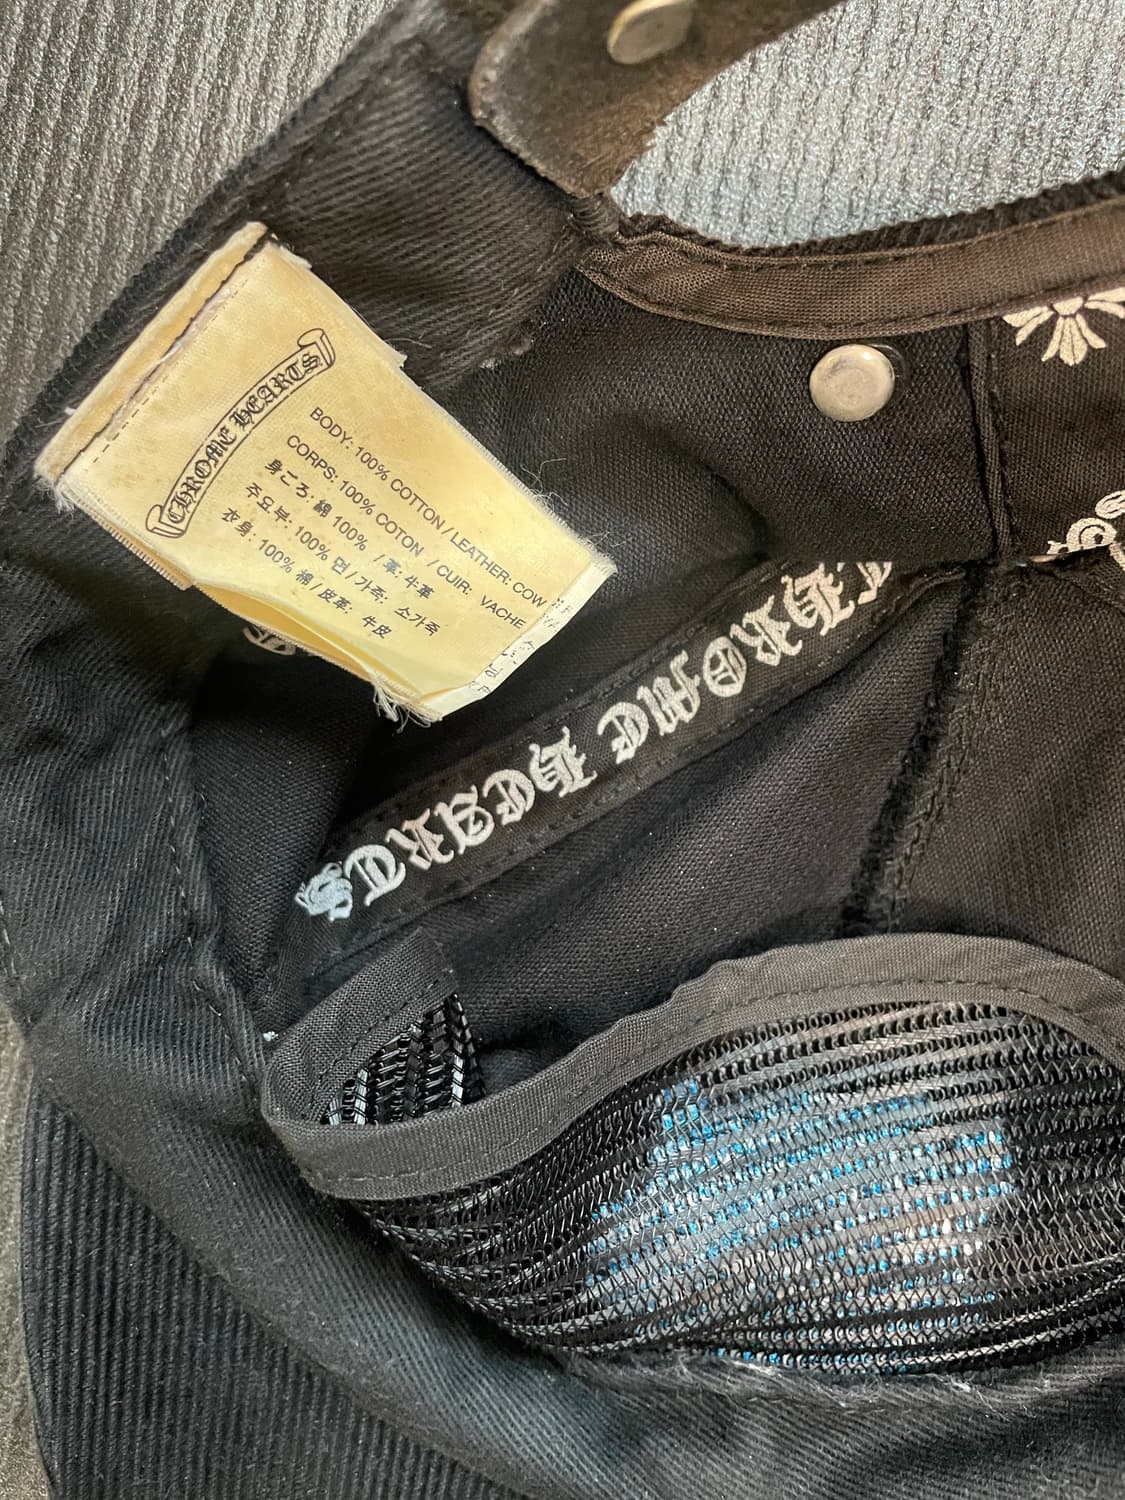 CHROME HEARTS
BODY: 100% COTTON / LEATHER: COW
CORPS: 100% COTON / CUIR: VACHE
身ごろ: 綿 100% / 革: 牛革
주요부: 100% 면 / 가죽: 소가죽
衣身: 100% 棉 / 皮革: 牛皮
CHROME HEARTS